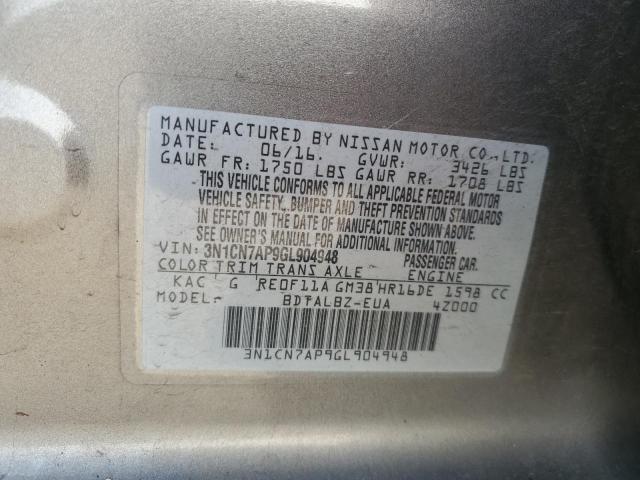 MANUFACTURED BY NISSAN MOTOR CO.,LTD.
DATE: 06/16. GVWR: 3426 LBS
GAWR FR: 1750 LBS GAWR RR: 1708 LBS
THIS VEHICLE CONFORMS TO ALL APPLICABLE FEDERAL MOTOR
VEHICLE SAFETY, BUMPER AND THEFT PREVENTION STANDARDS
IN EFFECT ON THE DATE OF MANUFACTURE SHOWN ABOVE.
SEE OWNER'S GL FOR MORE INFORMATION.
VIN: 3N1CN7AP9GL904948 PASSENGER CAR.
COLOR TRIM TRANS AXLE ENGINE
KAC G RE0F11A GM38 HR16DE 1598 CC
MODEL: BDTALBZ-EUA 4Z000
3N1CN7AP9GL904948